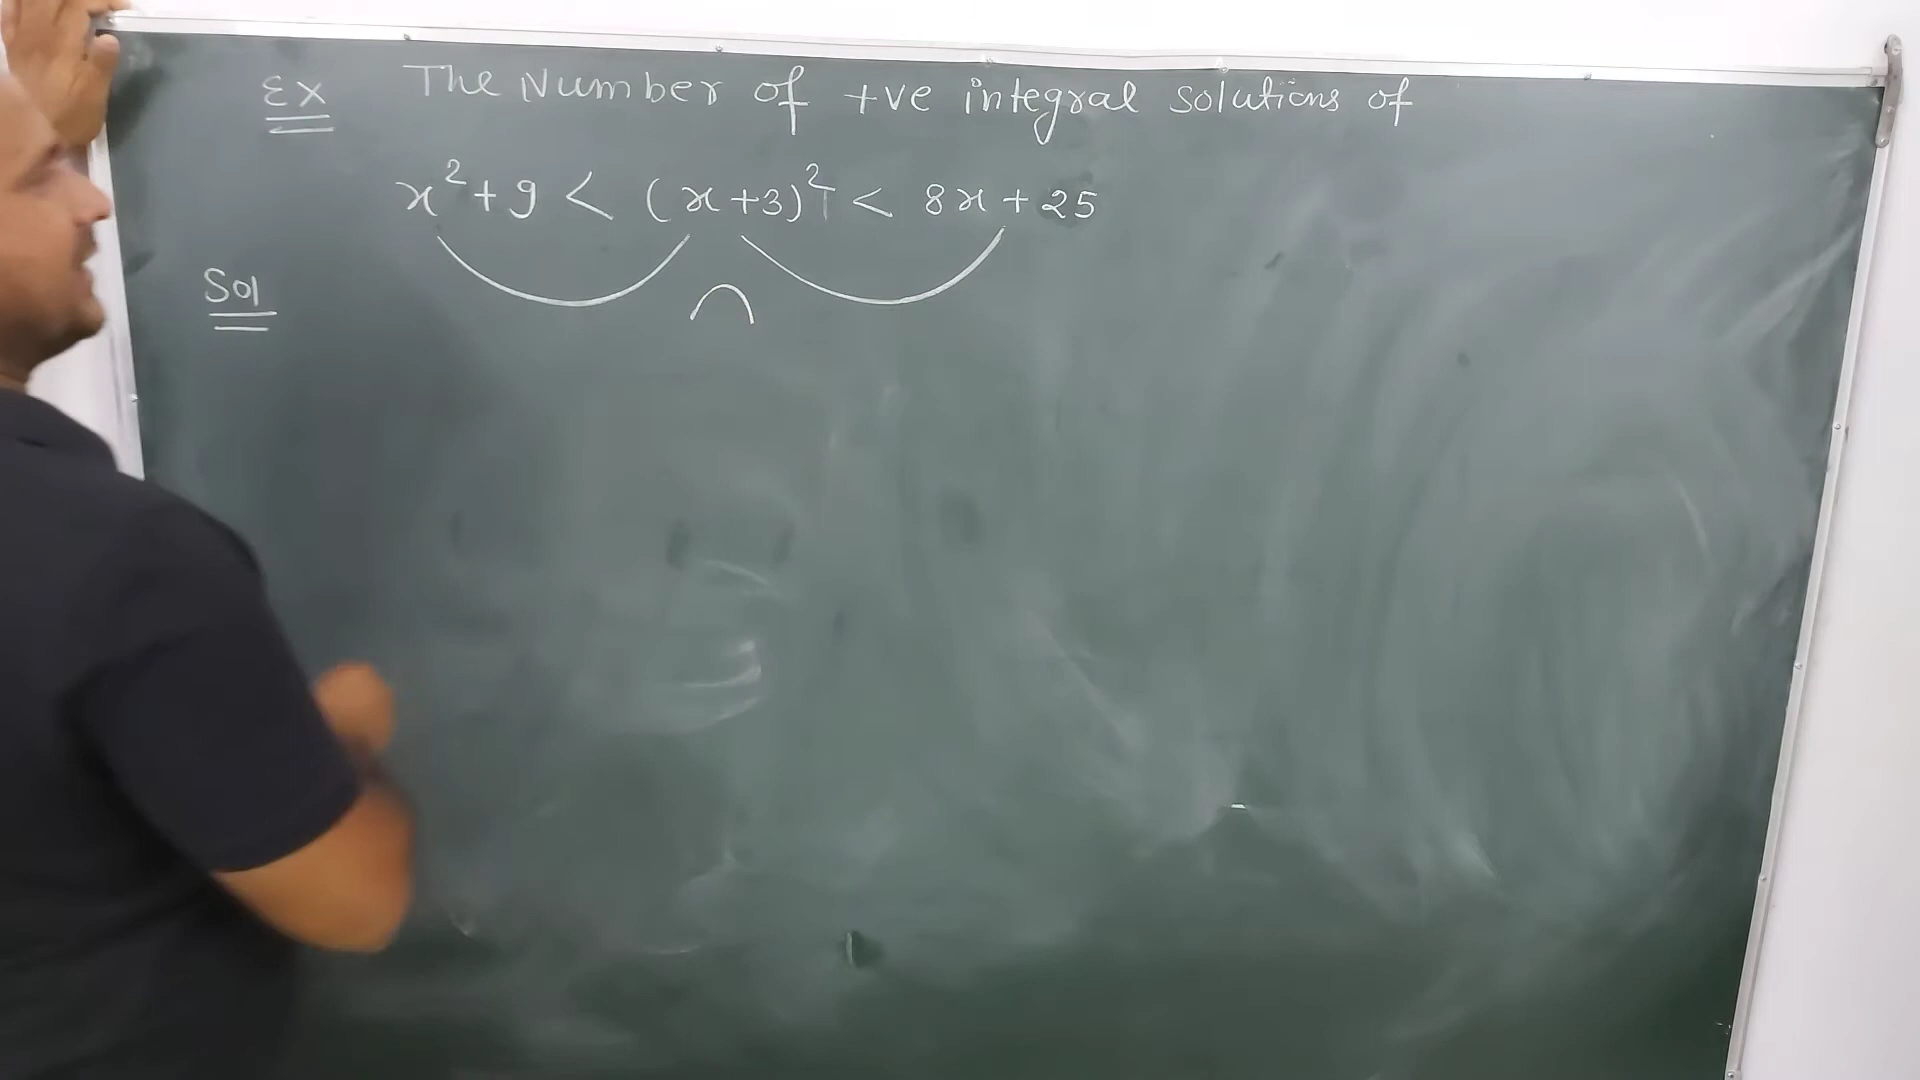 EX The Number of +ve integral solutions of
x² + 9 < (x+3)² < 8x + 25
Sol
∩